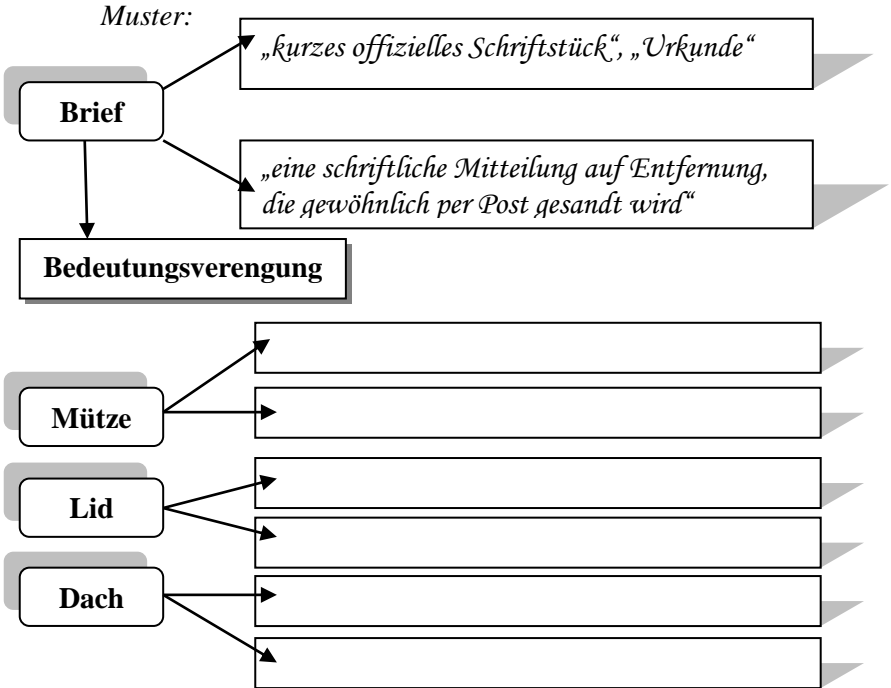 Muster:
„kurzes offizielles Schriftstück“, „Urkunde“
Brief
„eine schriftliche Mitteilung auf Entfernung,
die gewöhnlich per Post gesandt wird“
Bedeutungsverengung
Mütze
Lid
Dach